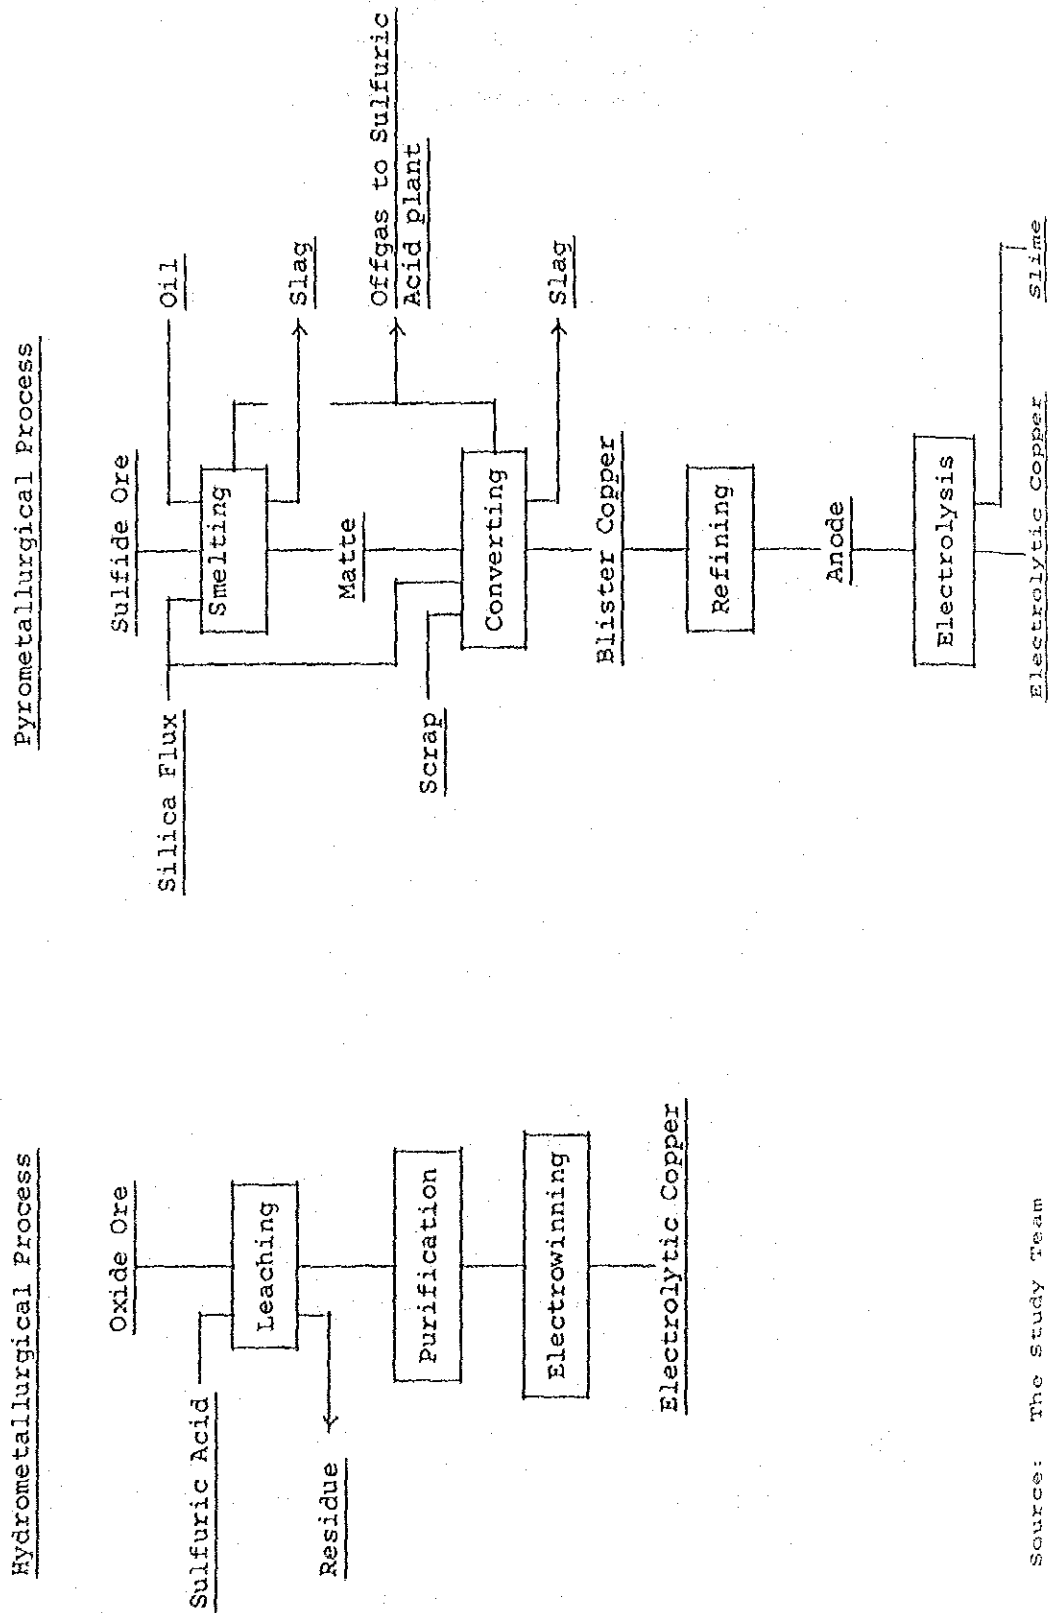 Hydrometallurgical Process
Oxide Ore
Sulfuric Acid
Leaching
Residue
Purification
Electrowinning
Electrolytic Copper
Pyrometallurgical Process
Silica Flux
Sulfide Ore
Oil
Smelting
Slag
Matte
Offgas to Sulfuric
Acid plant
Scrap
Converting
Slag
Blister Copper
Refining
Anode
Electrolysis
Electrolytic Copper
Slime
Source: The Study Team